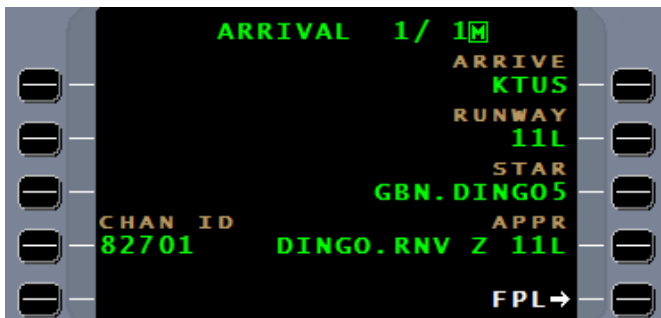 ARRIVAL 1/ 1M
ARRIVE
KTUS
RUNWAY
11L
STAR
GBN.DINGO5
CHAN ID APPR
82701 DINGO.RNV Z 11L
FPL→